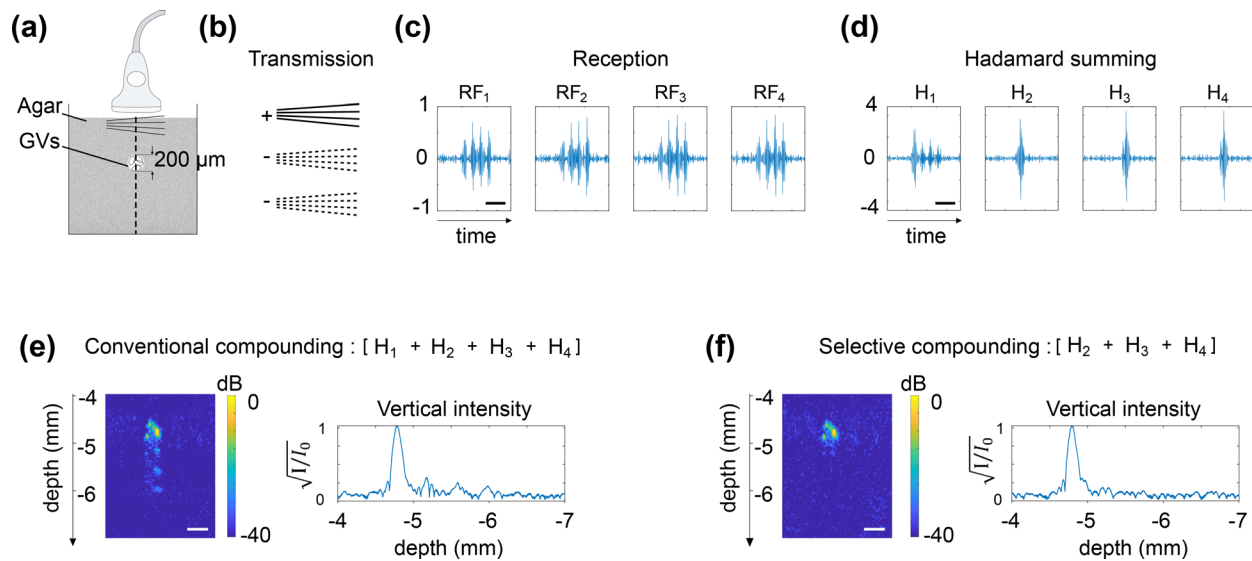 (a)
Agar
GVs
200 µm
(b)
Transmission
+
-
-
(c)
Reception
RF₁ RF₂ RF₃ RF₄
1
0
-1
time
(d)
Hadamard summing
H₁ H₂ H₃ H₄
4
0
-4
time
(e) Conventional compounding : [ H₁ + H₂ + H₃ + H₄ ]
dB
0
-40
-4
-5
-6
depth (mm)
Vertical intensity
√I/I₀
1
0
-4 -5 -6 -7
depth (mm)
(f) Selective compounding : [ H₂ + H₃ + H₄ ]
dB
0
-40
-4
-5
-6
depth (mm)
Vertical intensity
√I/I₀
1
0
-4 -5 -6 -7
depth (mm)